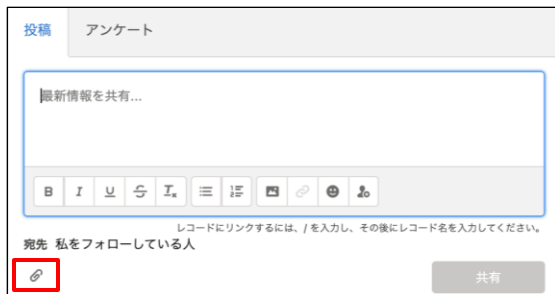 投稿 アンケート
最新情報を共有...
B I U S Tx
レコードにリンクするには、/ を入力し、その後にレコード名を入力してください。
宛先 私をフォローしている人
共有